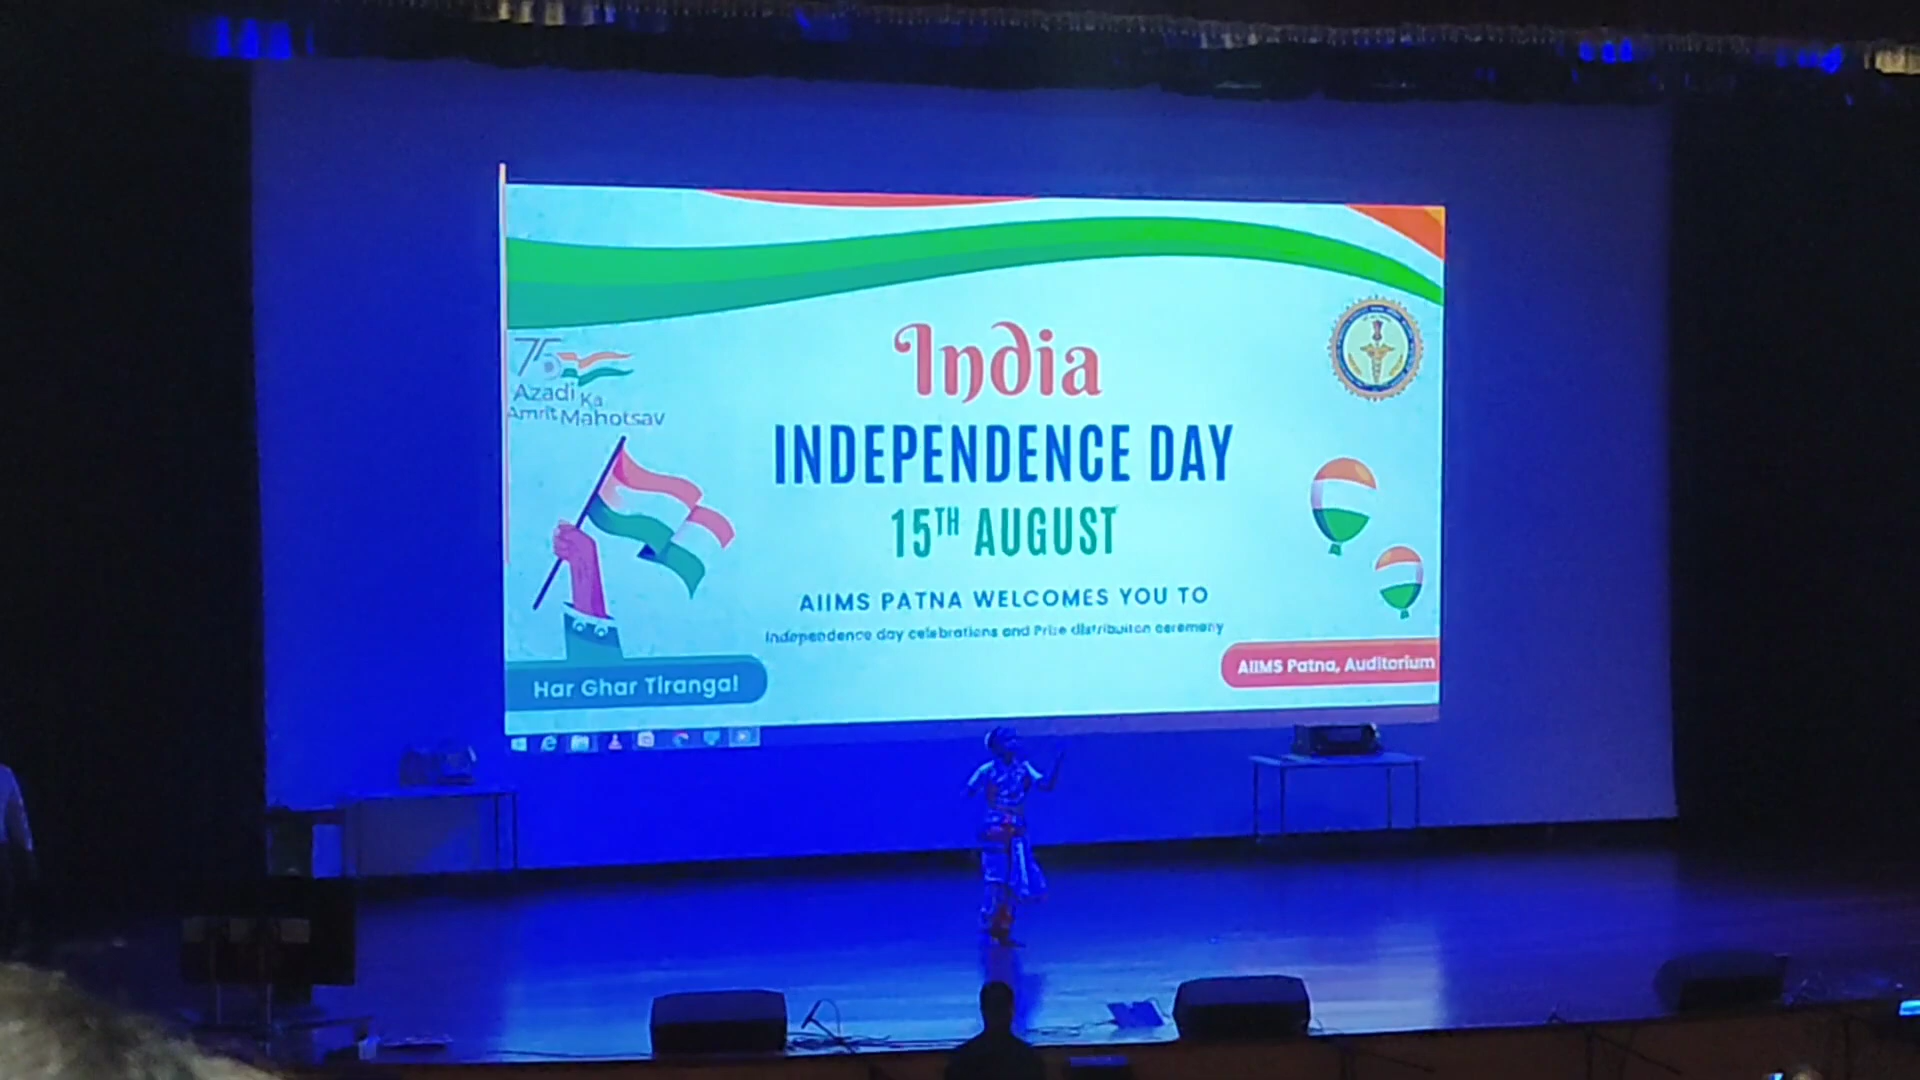 India
75
Azadi Ka
Amrit Mahotsav
INDEPENDENCE DAY
15TH AUGUST
AIIMS PATNA WELCOMES YOU TO
Independence day celebrations and Prize distribuiton ceremony
AIIMS Patna, Auditorium
Har Ghar Tiranga!